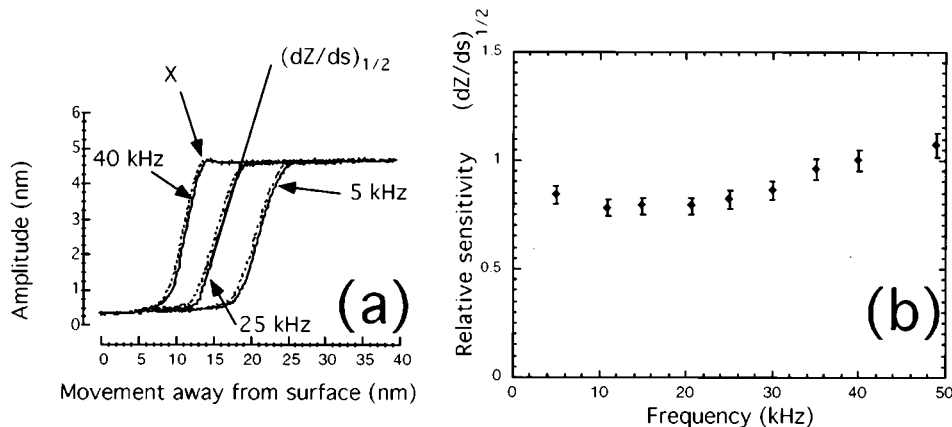 (dZ/ds)1/2
X
6
5
4
3
2
1
0
40 kHz
5 kHz
25 kHz
Amplitude (nm)
(a)
0 5 10 15 20 25 30 35 40
Movement away from surface (nm)
Relative sensitivity (dZ/ds)1/2
1.5
1
0.5
0
(b)
0 10 20 30 40 50
Frequency (kHz)